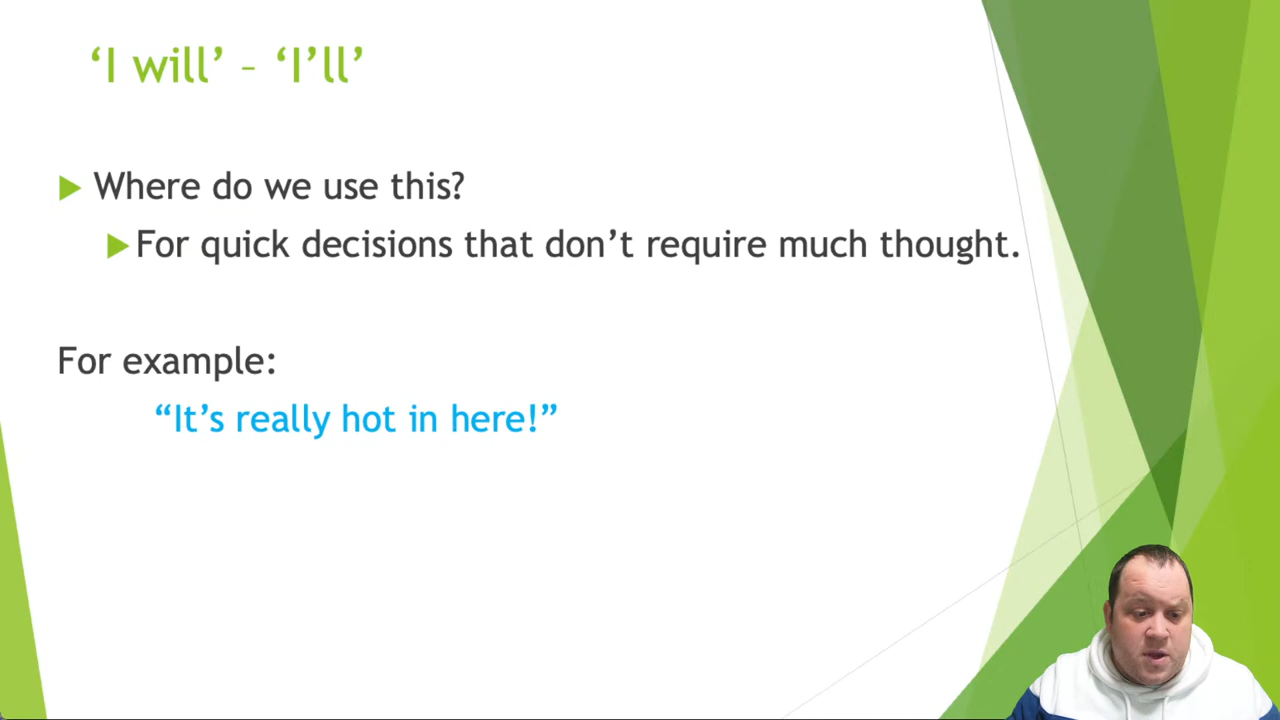 ‘I will’ – ‘I’ll’
Where do we use this?
For quick decisions that don’t require much thought.
For example:
“It’s really hot in here!”